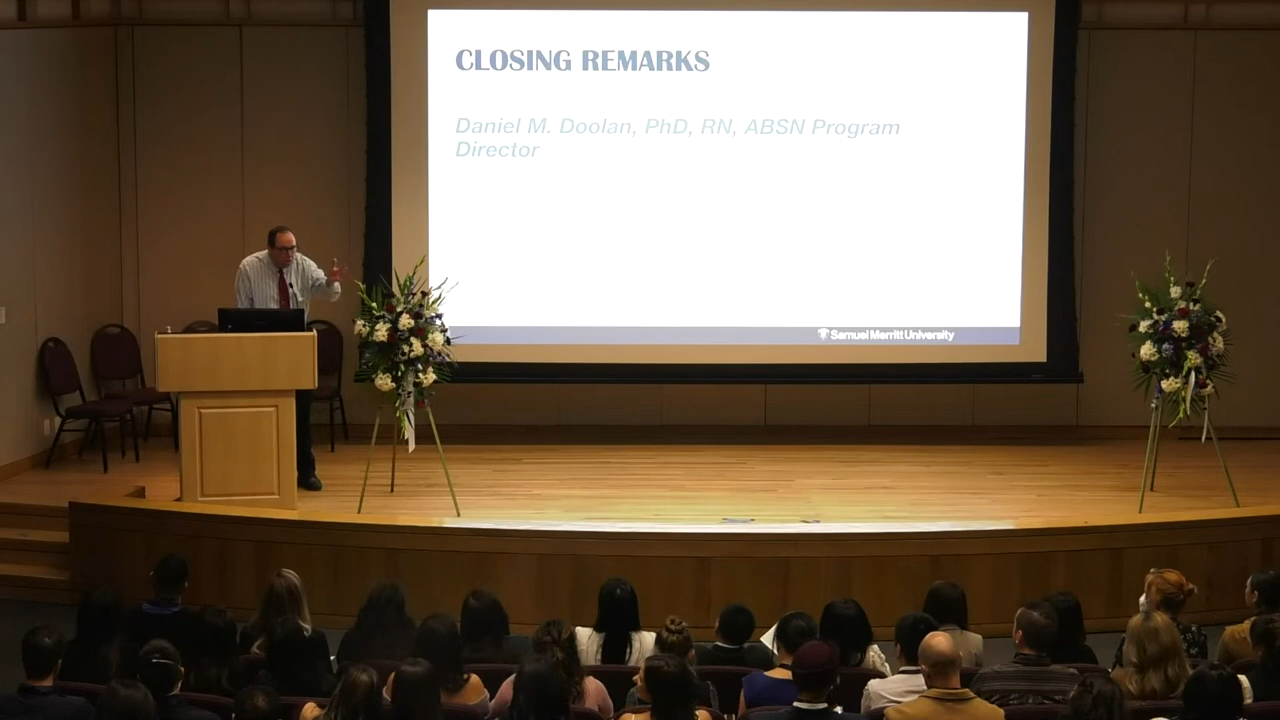 CLOSING REMARKS
Daniel M. Doolan, PhD, RN, ABSN Program
Director
Samuel Merritt University